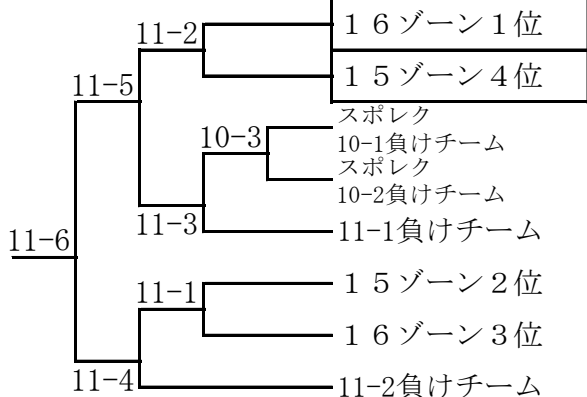 11-2
１６ゾーン１位
11-5
１５ゾーン４位
スポレク
10-1負けチーム
10-3
スポレク
10-2負けチーム
11-3
11-1負けチーム
11-6
11-1
１５ゾーン２位
１６ゾーン３位
11-4
11-2負けチーム